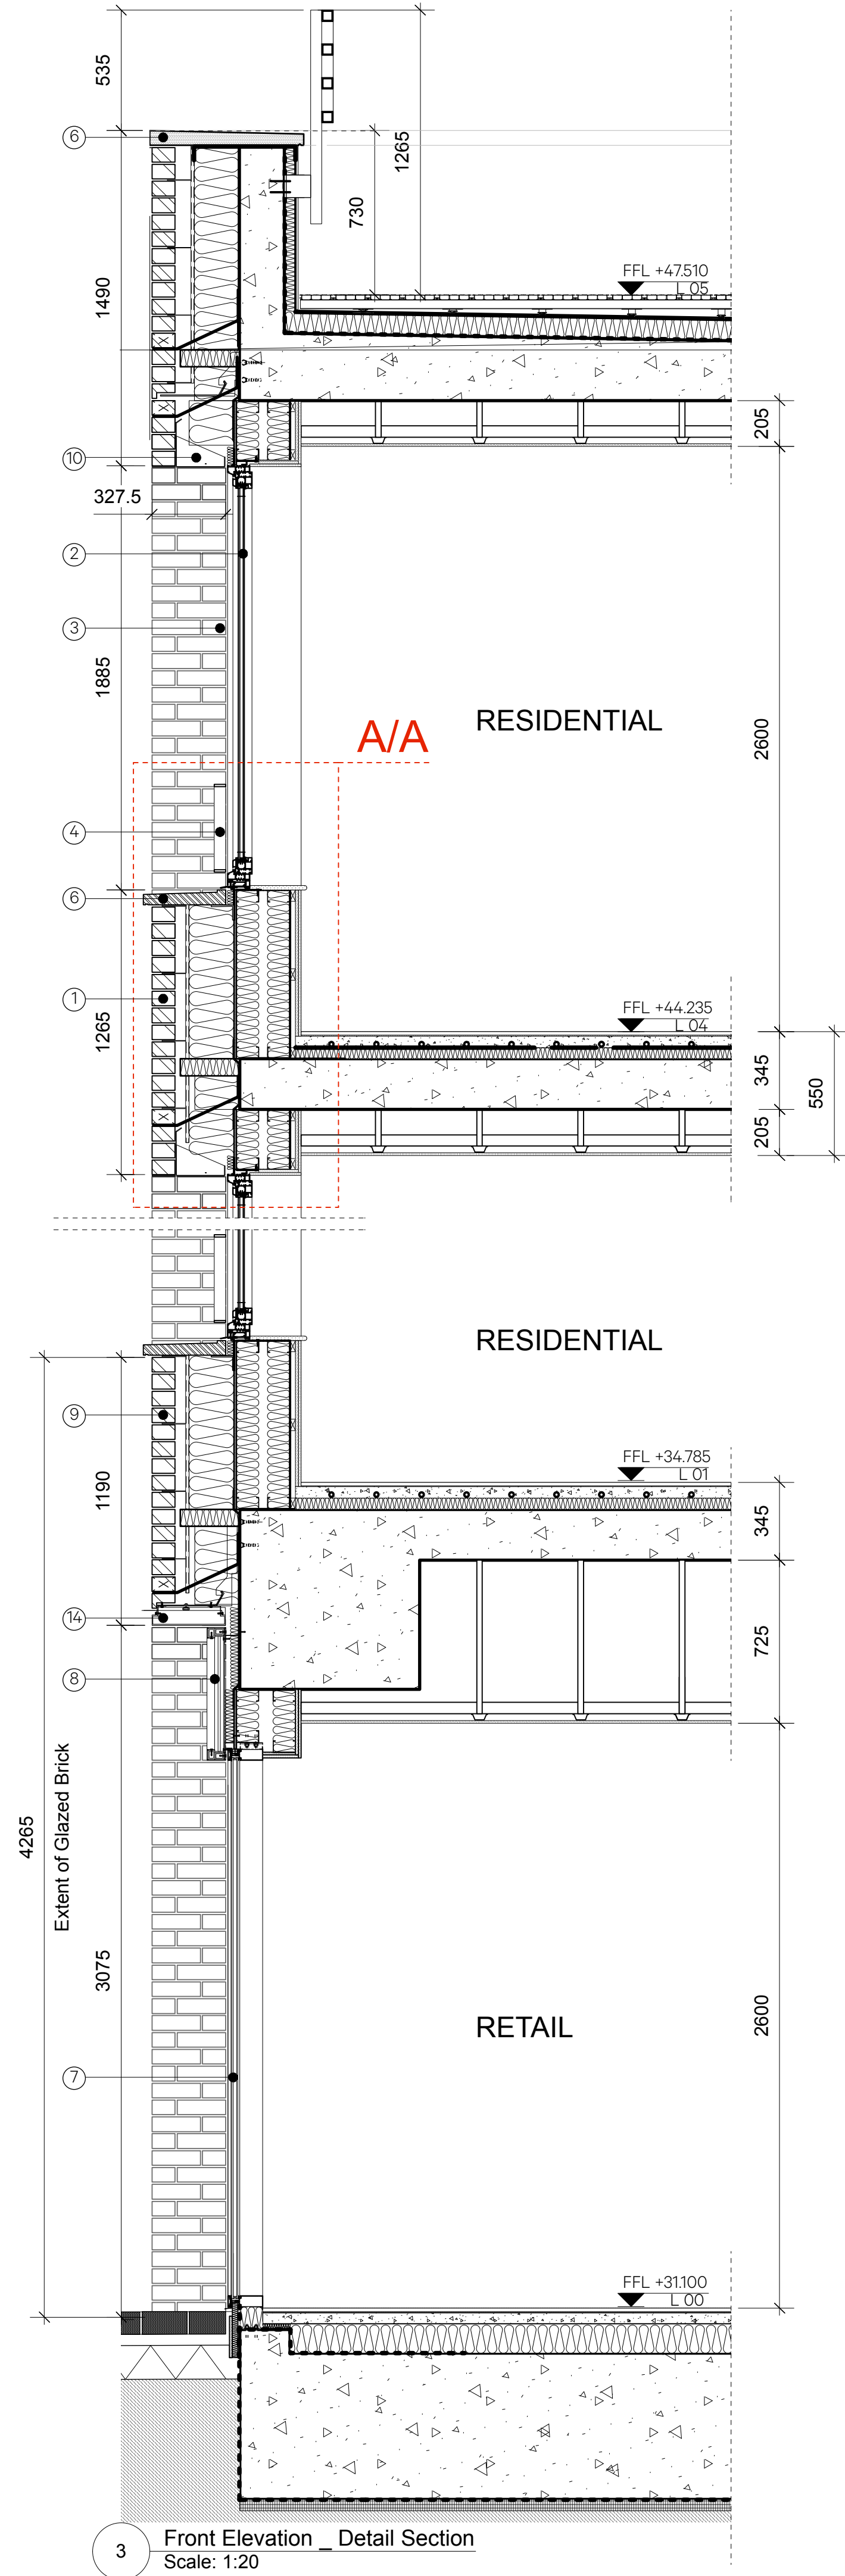 535
1265
6
730
FFL +47.510
L 05
1490
205
10
327.5
2
3
1885
RESIDENTIAL
2600
A/A
4
6
1
FFL +44.235
L 04
1265
345
550
205
RESIDENTIAL
9
FFL +34.785
L 01
1190
345
14
725
8
Extent of Glazed Brick
4265
3075
RETAIL
2600
7
FFL +31.100
L 00
3
Front Elevation _ Detail Section
Scale: 1:20